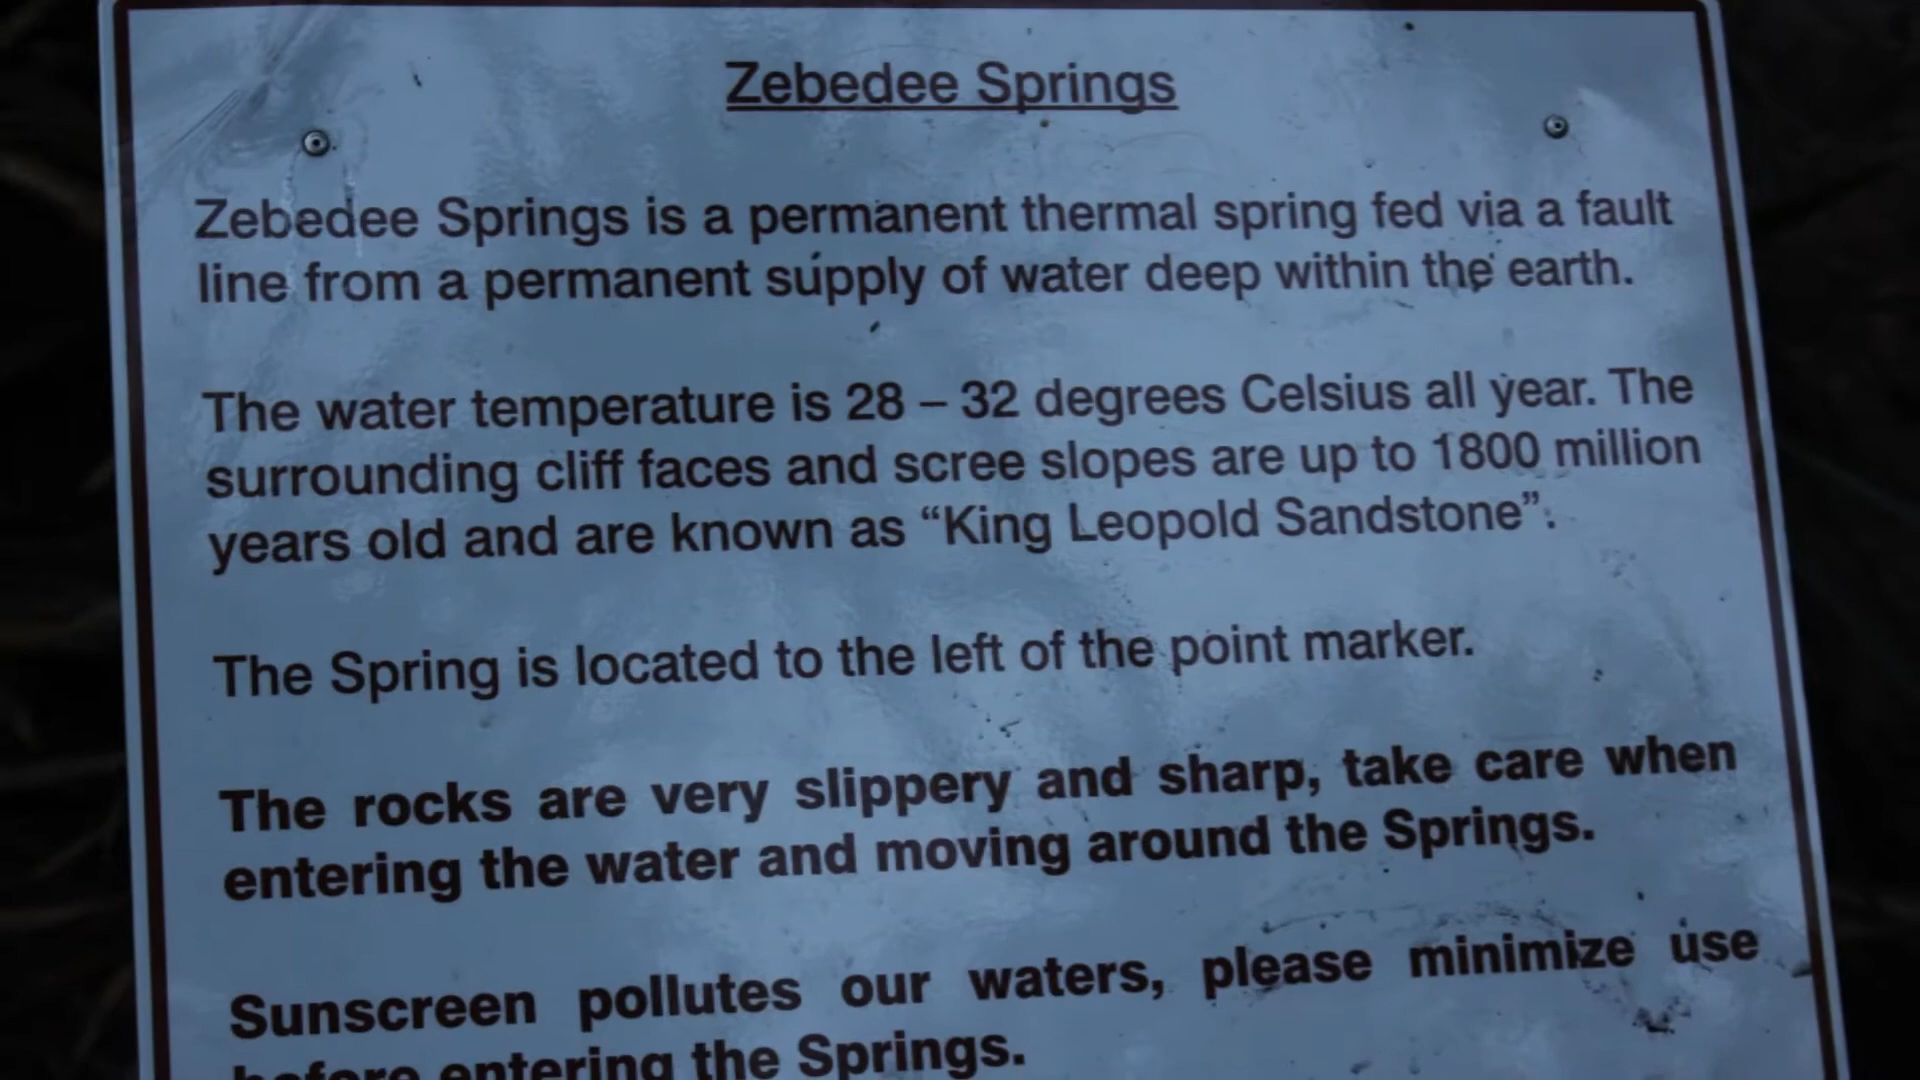 Zebedee Springs
Zebedee Springs is a permanent thermal spring fed via a fault
line from a permanent supply of water deep within the earth.
The water temperature is 28 – 32 degrees Celsius all year. The
surrounding cliff faces and scree slopes are up to 1800 million
years old and are known as “King Leopold Sandstone”.
The Spring is located to the left of the point marker.
The rocks are very slippery and sharp, take care when
entering the water and moving around the Springs.
Sunscreen pollutes our waters, please minimize use
before entering the Springs.